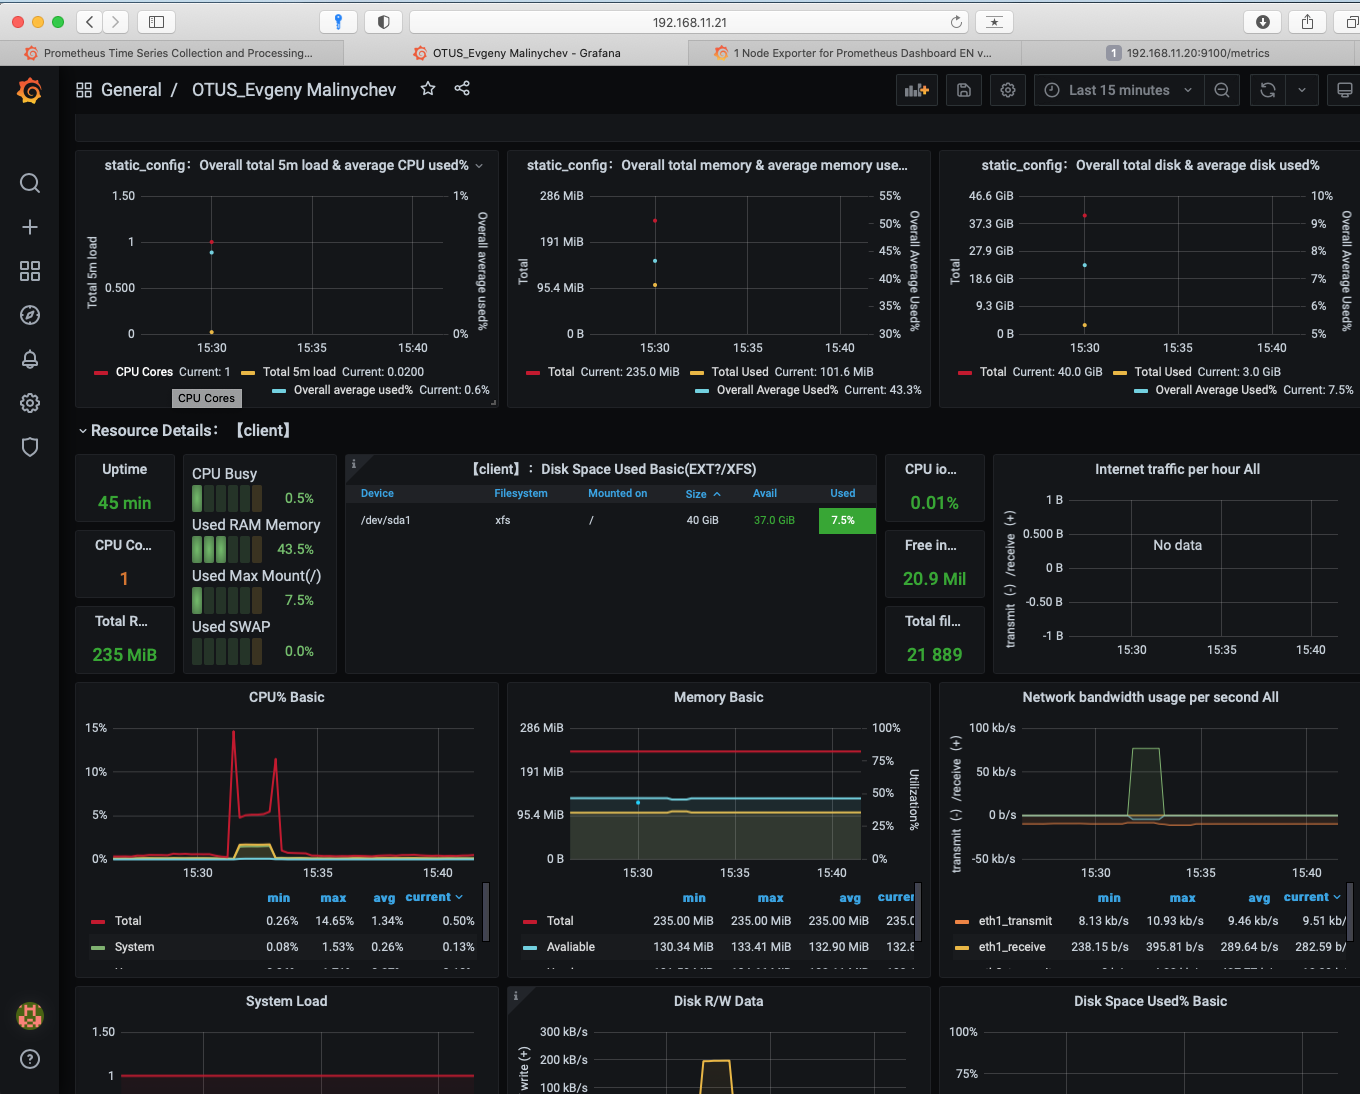 192.168.11.21
Prometheus Time Series Collection and Processing...
OTUS_Evgeny Malinychev - Grafana
1 Node Exporter for Prometheus Dashboard EN v...
1 192.168.11.20:9100/metrics
General / OTUS_Evgeny Malinychev
Last 15 minutes
static_config：Overall total 5m load & average CPU used%
1.50
1
0.500
0
1%
0%
Total 5m load
Overall average used%
15:30 15:35 15:40
CPU Cores Current: 1 Total 5m load Current: 0.0200
Overall average used% Current: 0.6%
CPU Cores
static_config：Overall total memory & average memory use...
286 MiB
191 MiB
95.4 MiB
0 B
55%
50%
45%
40%
35%
30%
Total
Overall Average Used%
15:30 15:35 15:40
Total Current: 235.0 MiB Total Used Current: 101.6 MiB
Overall Average Used% Current: 43.3%
static_config：Overall total disk & average disk used%
46.6 GiB
37.3 GiB
27.9 GiB
18.6 GiB
9.3 GiB
0 B
10%
9%
8%
7%
6%
5%
Total
Overall Average Used%
15:30 15:35 15:40
Total Current: 40.0 GiB Total Used Current: 3.0 GiB
Overall Average Used% Current: 7.5%
Resource Details：【client】
Uptime
45 min
CPU Co...
1
Total R...
235 MiB
CPU Busy
0.5%
Used RAM Memory
43.5%
Used Max Mount(/)
7.5%
Used SWAP
0.0%
【client】：Disk Space Used Basic(EXT?/XFS)
Device Filesystem Mounted on Size Avail Used
/dev/sda1 xfs / 40 GiB 37.0 GiB 7.5%
CPU io...
0.01%
Free in...
20.9 Mil
Total fil...
21 889
Internet traffic per hour All
1 B
0.500 B
0 B
-0.50 B
-1 B
transmit (-) /receive (+)
No data
15:30 15:35 15:40
CPU% Basic
15%
10%
5%
0%
15:30 15:35 15:40
min max avg current
Total 0.26% 14.65% 1.34% 0.50%
System 0.08% 1.53% 0.26% 0.13%
Memory Basic
286 MiB
191 MiB
95.4 MiB
0 B
100%
75%
50%
25%
0%
Utilization%
15:30 15:35 15:40
min max avg currer
Total 235.00 MiB 235.00 MiB 235.00 MiB 235.0
Avaliable 130.34 MiB 133.41 MiB 132.90 MiB 132.8
Network bandwidth usage per second All
100 kb/s
50 kb/s
0 b/s
-50 kb/s
transmit (-) /receive (+)
15:30 15:35 15:40
min max avg current
eth1_transmit 8.13 kb/s 10.93 kb/s 9.46 kb/s 9.51 kb/
eth1_receive 238.15 b/s 395.81 b/s 289.64 b/s 282.59 b/
System Load
1.50
1
Disk R/W Data
300 kB/s
200 kB/s
100 kB/s
write (+)
Disk Space Used% Basic
100%
75%